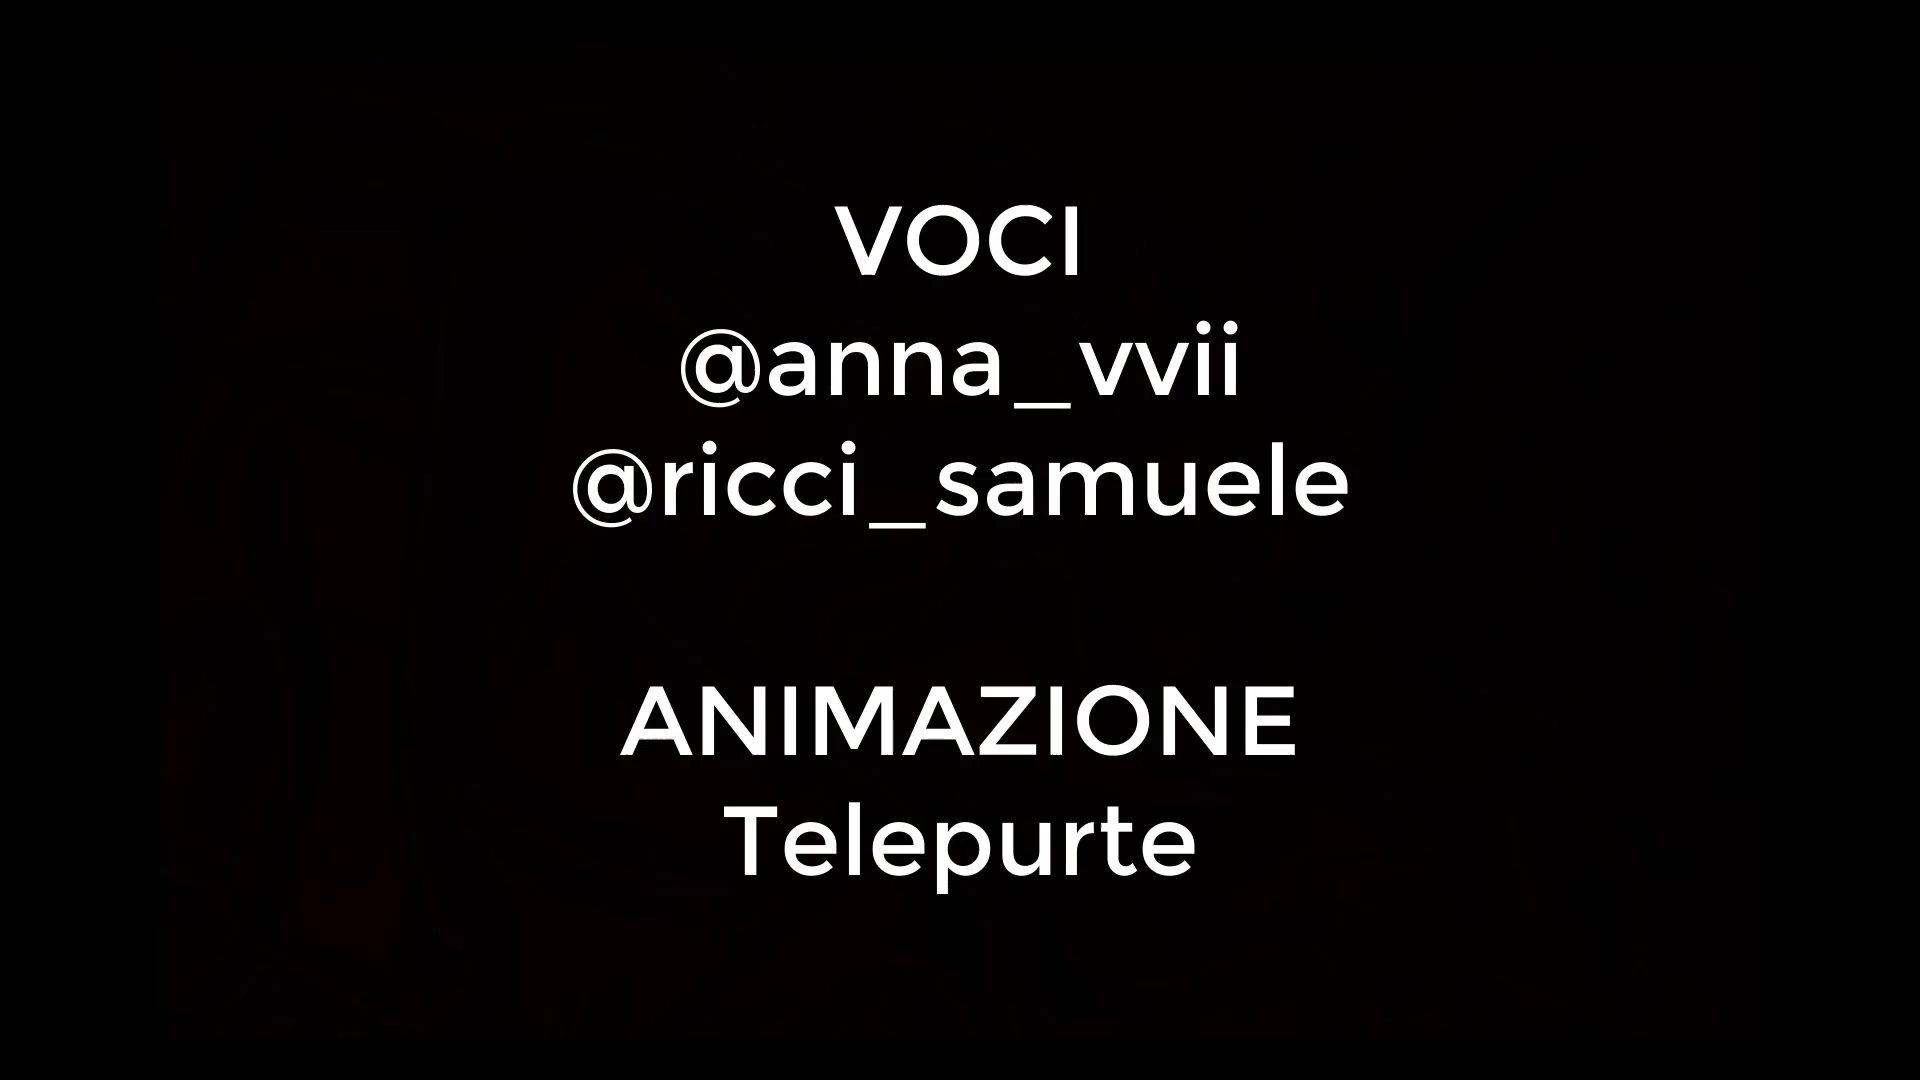 VOCI
@anna_vvii
@ricci_samuele
ANIMAZIONE
Telepurte